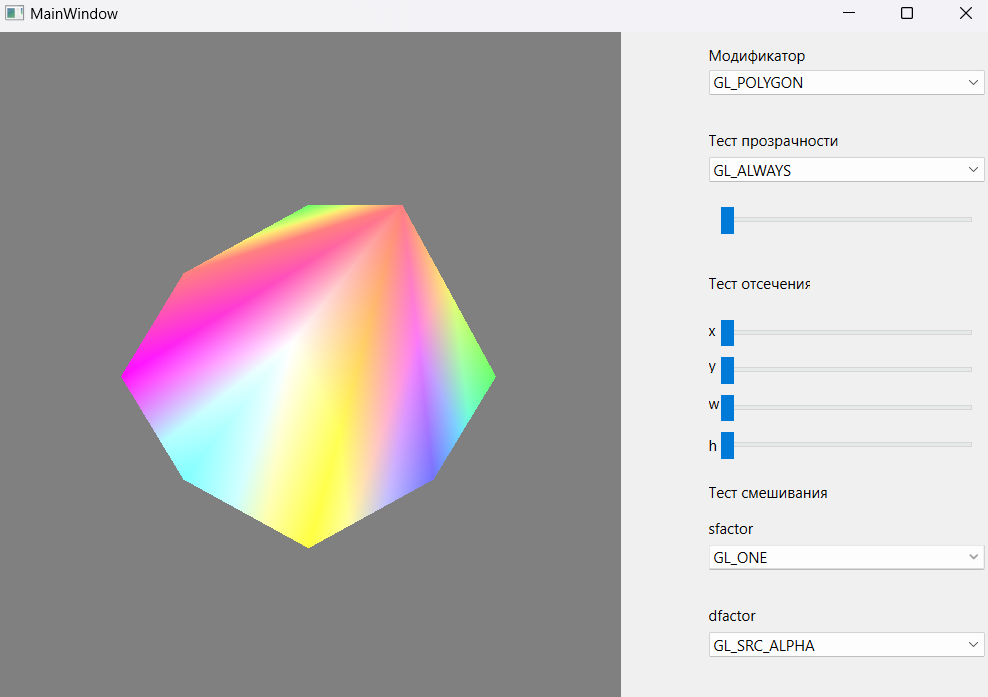 MainWindow
Модификатор
GL_POLYGON
Тест прозрачности
GL_ALWAYS
Тест отсечения
x
y
w
h
Тест смешивания
sfactor
GL_ONE
dfactor
GL_SRC_ALPHA